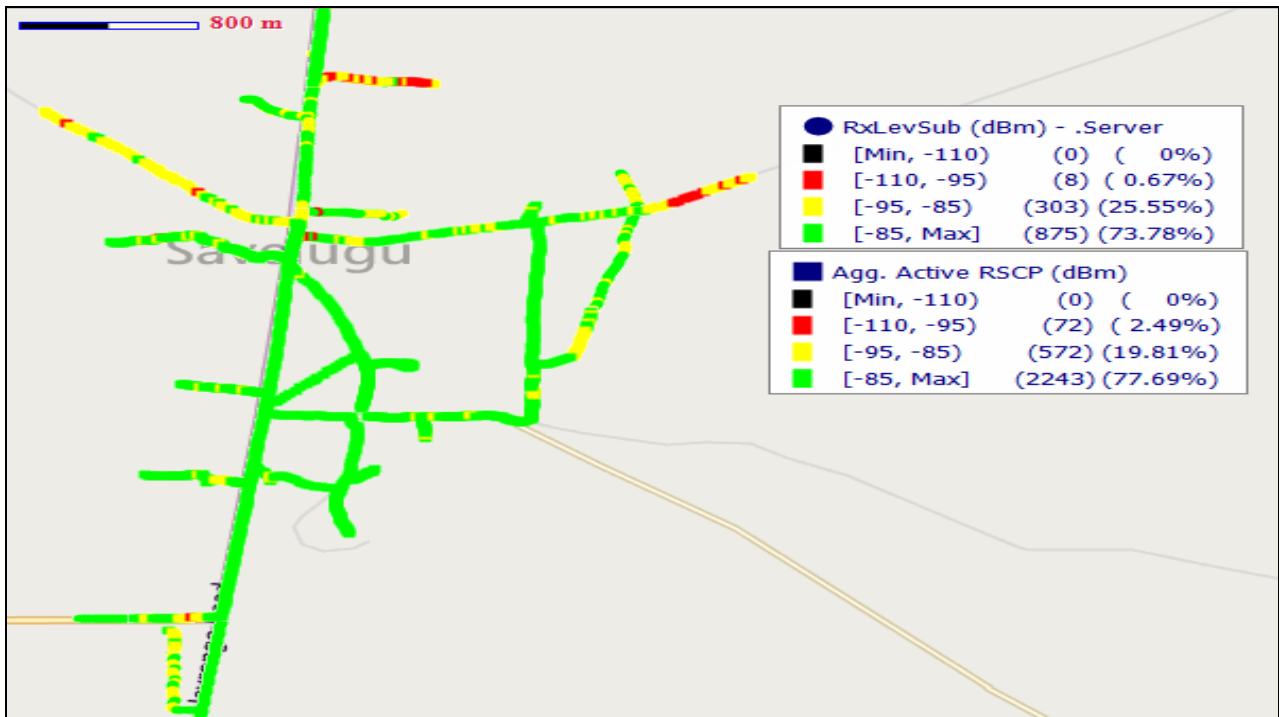 800 m
RxLevSub (dBm) - .Server
[Min, -110) (0) ( 0%)
[-110, -95) (8) ( 0.67%)
[-95, -85) (303) (25.55%)
[-85, Max] (875) (73.78%)
Savelugu
Agg. Active RSCP (dBm)
[Min, -110) (0) ( 0%)
[-110, -95) (72) ( 2.49%)
[-95, -85) (572) (19.81%)
[-85, Max] (2243) (77.69%)